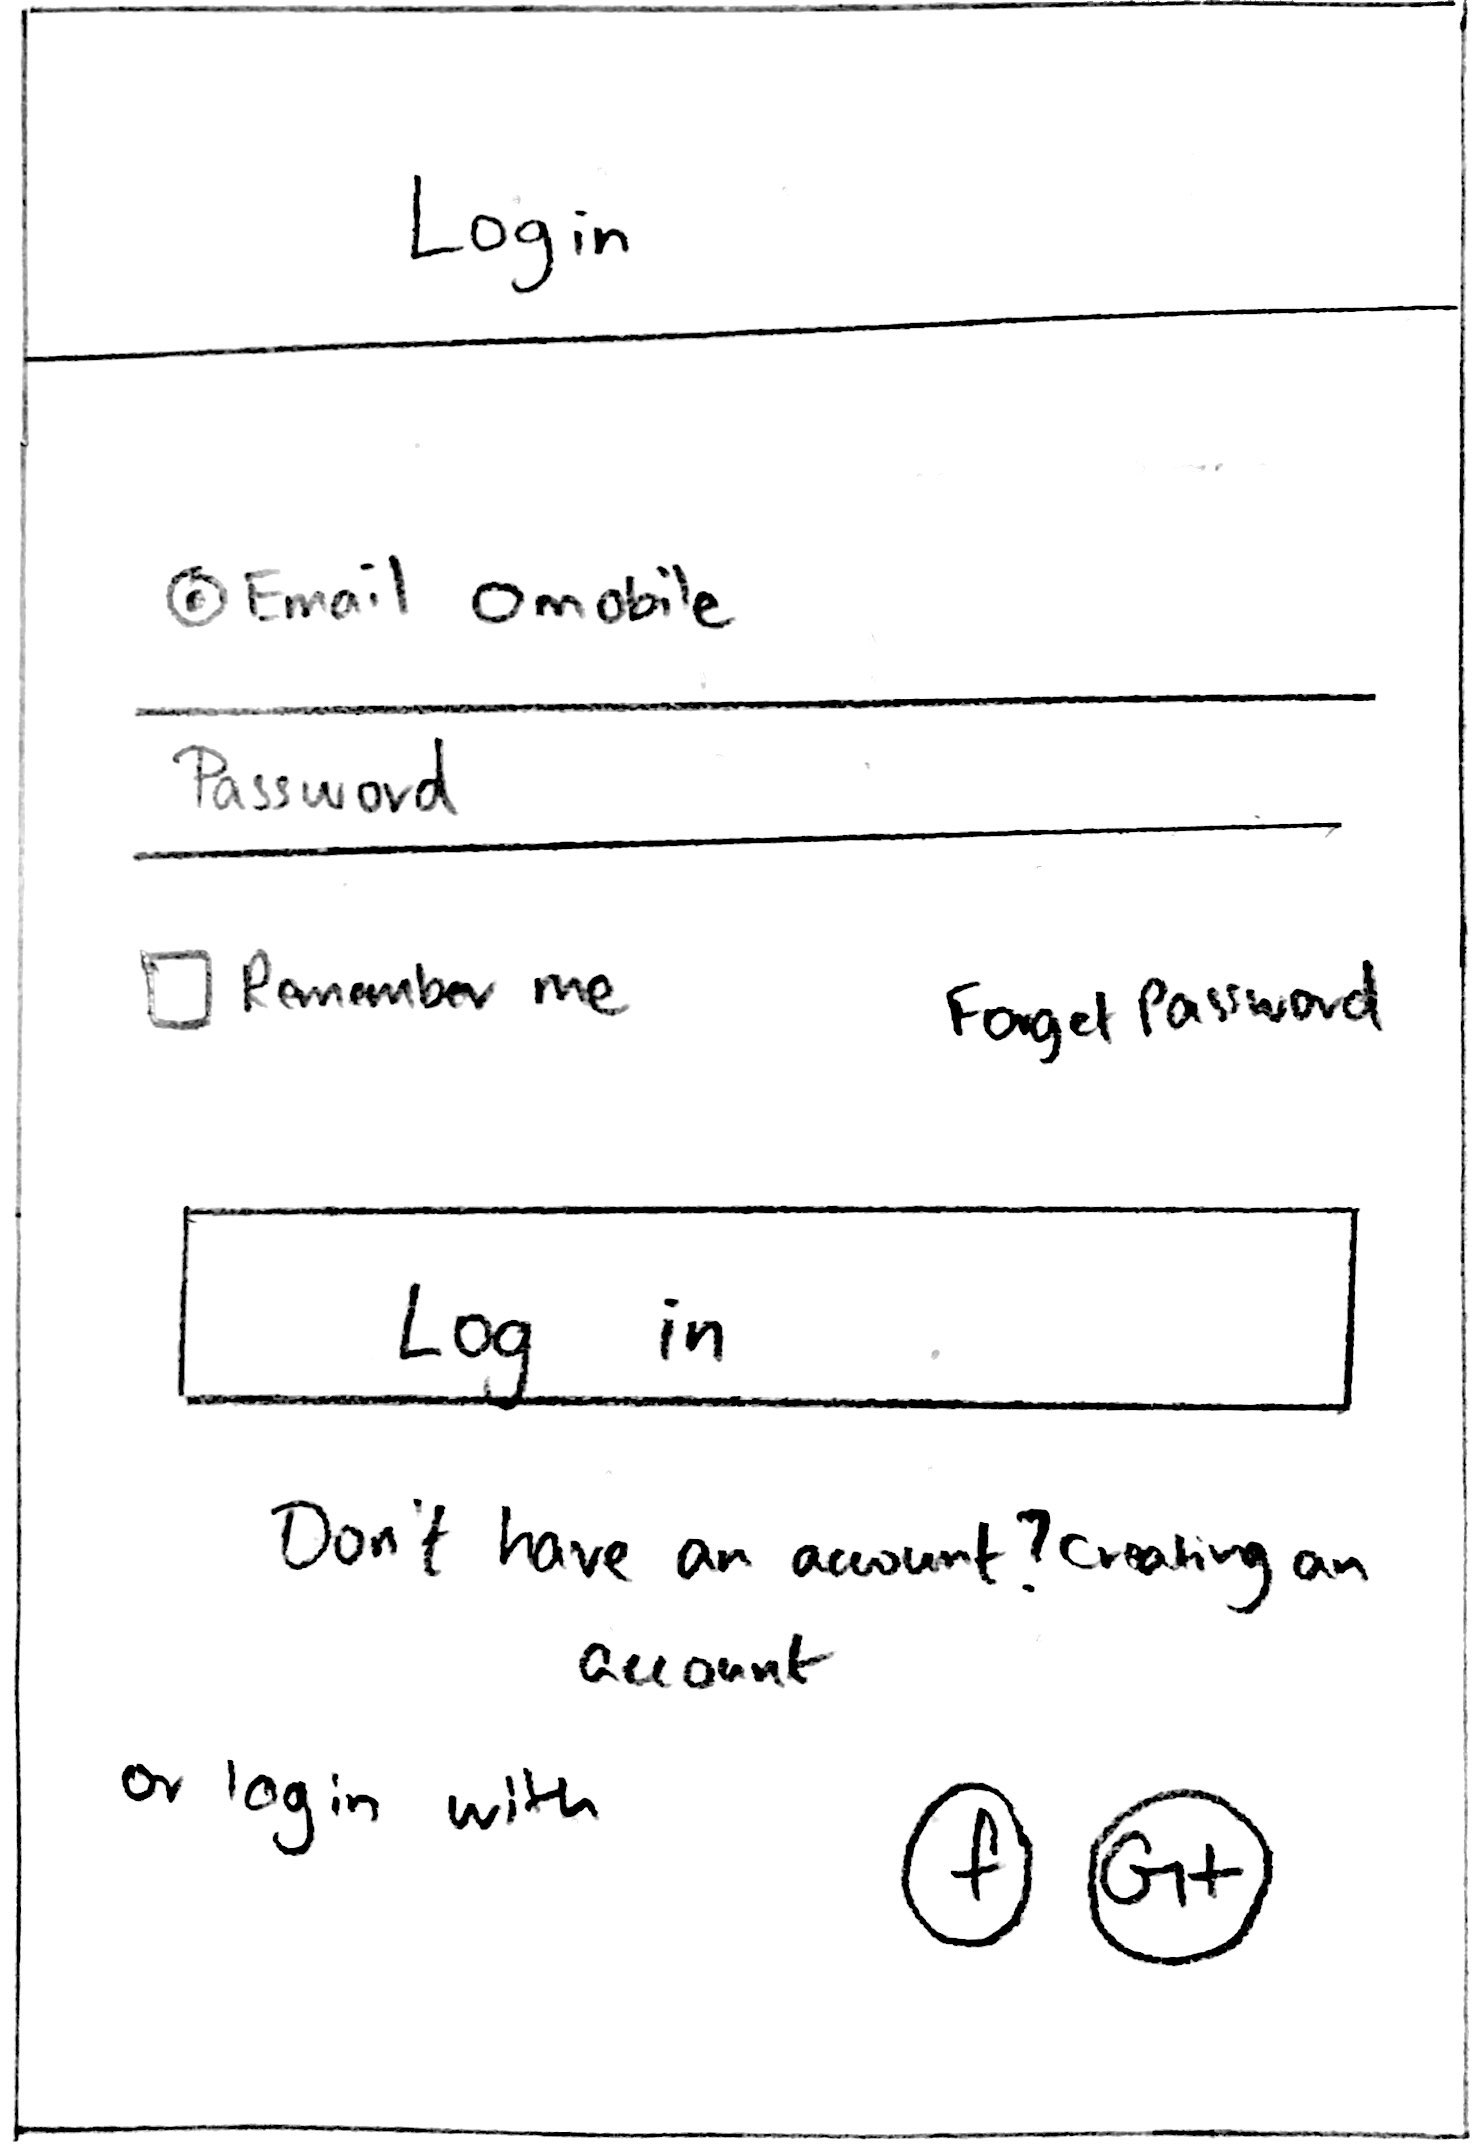 Login
Email mobile
Password
Remember me Forget Password
Log in
Don't have an account? Creating an
account
or login with
f G+